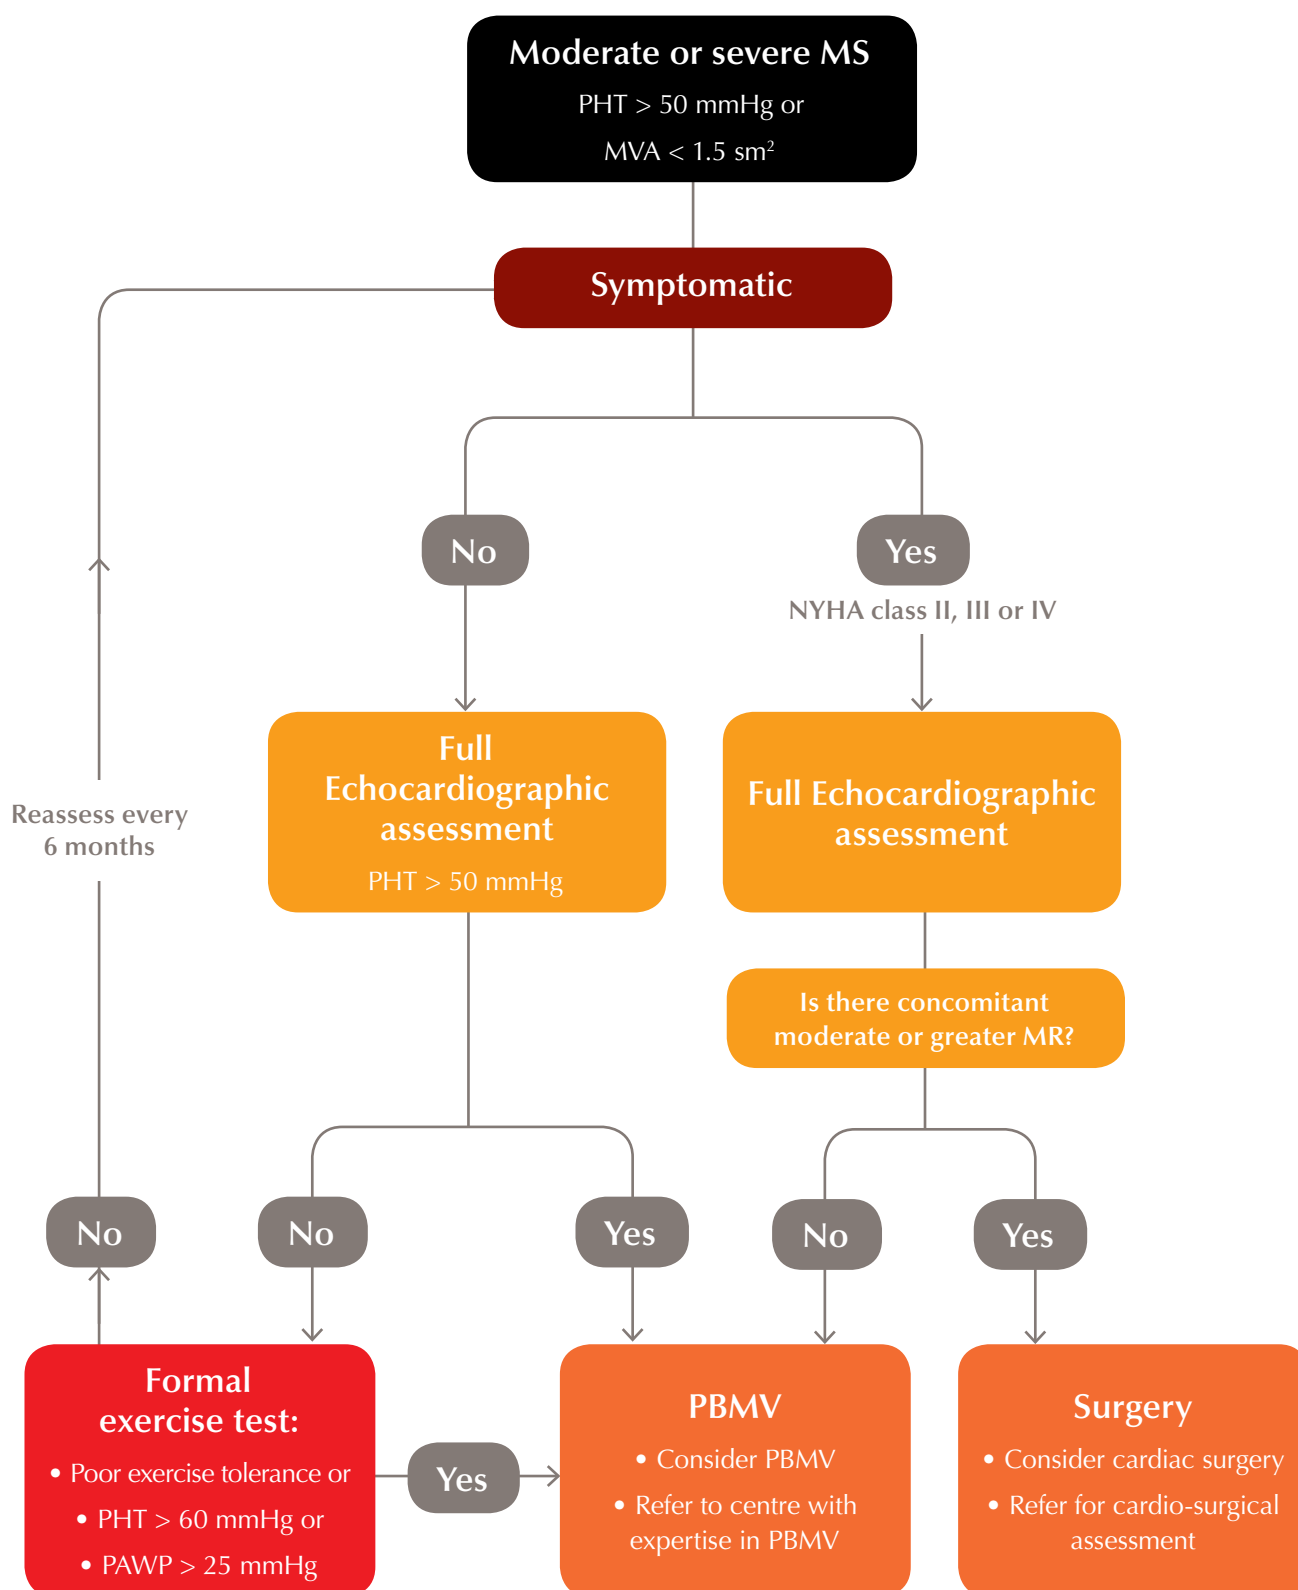 Moderate or severe MS
PHT > 50 mmHg or
MVA < 1.5 sm²
Symptomatic
No
Yes
NYHA class II, III or IV
Full
Echocardiographic
assessment
PHT > 50 mmHg
Full Echocardiographic
assessment
Reassess every
6 months
Is there concomitant
moderate or greater MR?
No
No
Yes
No
Yes
Formal
exercise test:
• Poor exercise tolerance or
• PHT > 60 mmHg or
• PAWP > 25 mmHg
Yes
PBMV
• Consider PBMV
• Refer to centre with
expertise in PBMV
Surgery
• Consider cardiac surgery
• Refer for cardio-surgical
assessment